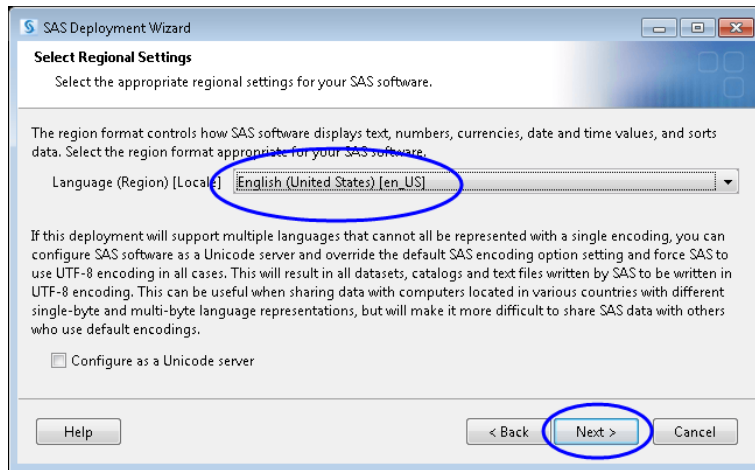 SAS Deployment Wizard
Select Regional Settings
Select the appropriate regional settings for your SAS software.
The region format controls how SAS software displays text, numbers, currencies, date and time values, and sorts
data. Select the region format appropriate for your SAS software.
Language (Region) [Locale] English (United States) [en_US]
If this deployment will support multiple languages that cannot all be represented with a single encoding, you can
configure SAS software as a Unicode server and override the default SAS encoding option setting and force SAS to
use UTF-8 encoding in all cases. This will result in all datasets, catalogs and text files written by SAS to be written in
UTF-8 encoding. This can be useful when sharing data with computers located in various countries with different
single-byte and multi-byte language representations, but will make it more difficult to share SAS data with others
who use default encodings.
Configure as a Unicode server
Help < Back Next > Cancel